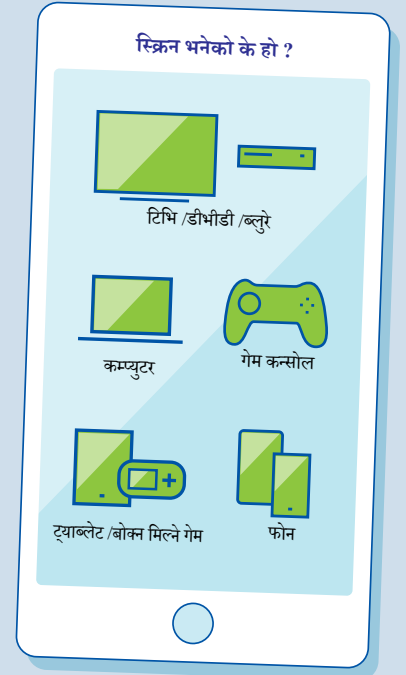 स्क्रिन भनेको के हो ?
टिभि /डीभीडी /ब्लुरे
कम्प्युटर
गेम कन्सोल
ट्याब्लेट /बोक्न मिल्ने गेम
फोन